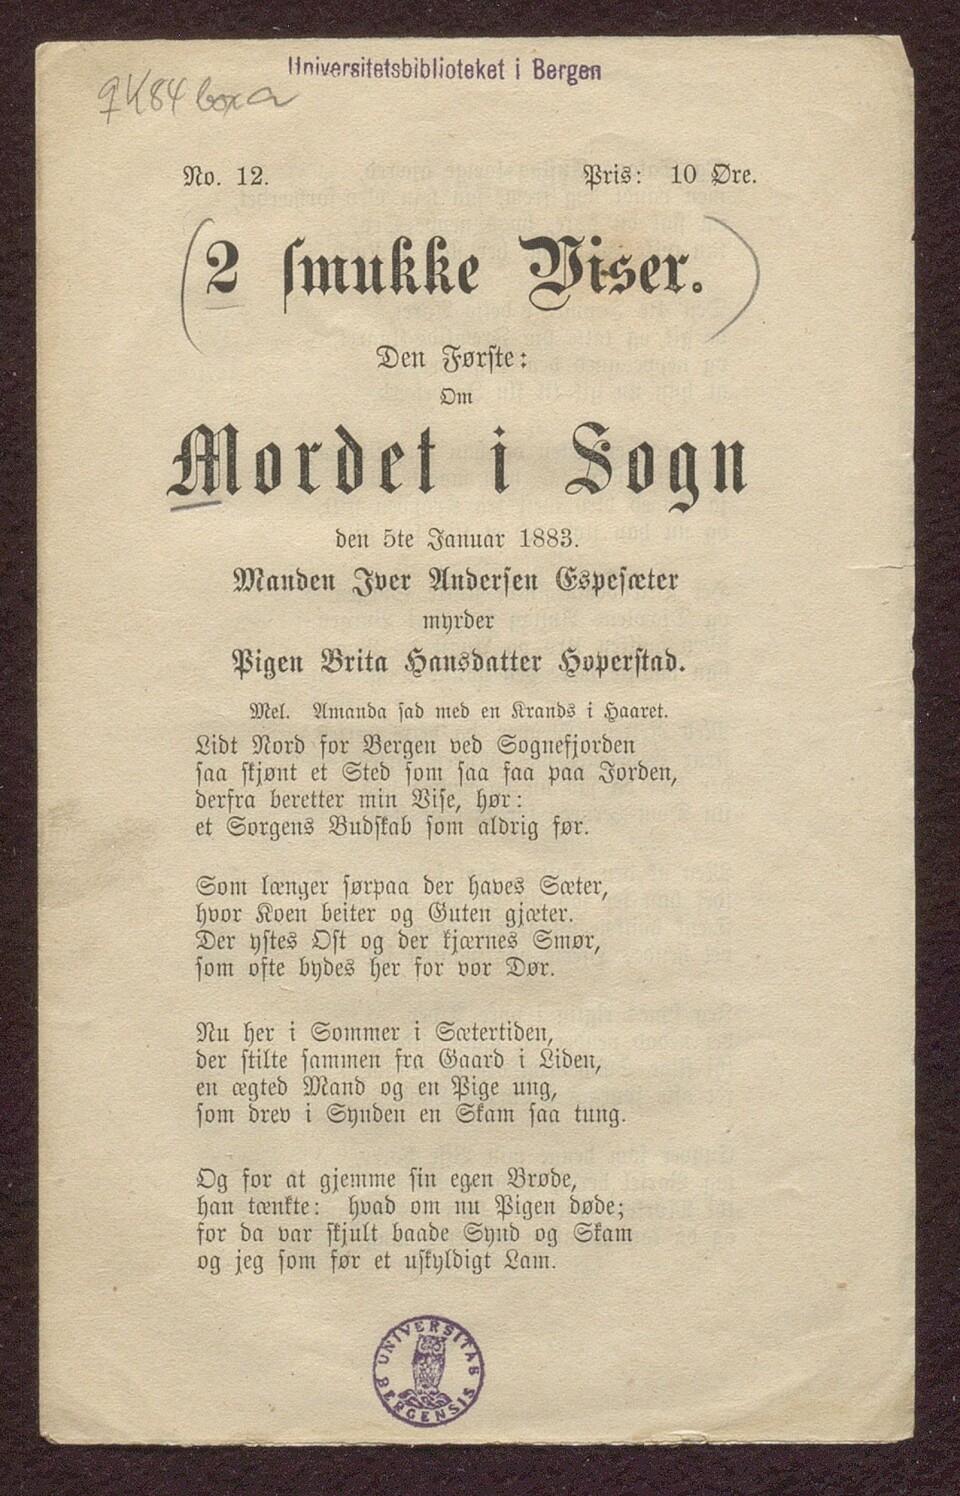 Universitetsbiblioteket i Bergen
qK84 box a
No. 12. Pris: 10 Øre.
(2 smukke Viser.)
Den Første:
Om
Mordet i Sogn
den 5te Januar 1883.
Manden Iver Andersen Espesæter
myrder
Pigen Brita Hansdatter Hoperstad.
Mel. Amanda sad med en Krands i Haaret.
Lidt Nord for Bergen ved Sognefjorden
saa skjønt et Sted som saa faa paa Jorden,
derfra beretter min Vise, hør:
et Sorgens Budskab som aldrig før.
Som længer sørpaa der haves Sæter,
hvor Koen beiter og Guten gjæter.
Der ystes Ost og der kjærnes Smør,
som ofte bydes her for vor Dør.
Nu her i Sommer i Sætertiden,
der stilte sammen fra Gaard i Liden,
en ægted Mand og en Pige ung,
som drev i Synden en Skam saa tung.
Og for at gjemme sin egen Brøde,
han tænkte: hvad om nu Pigen døde;
for da var skjult baade Synd og Skam
og jeg som før et uskyldigt Lam.
UNIVERSITAS BERGENSIS